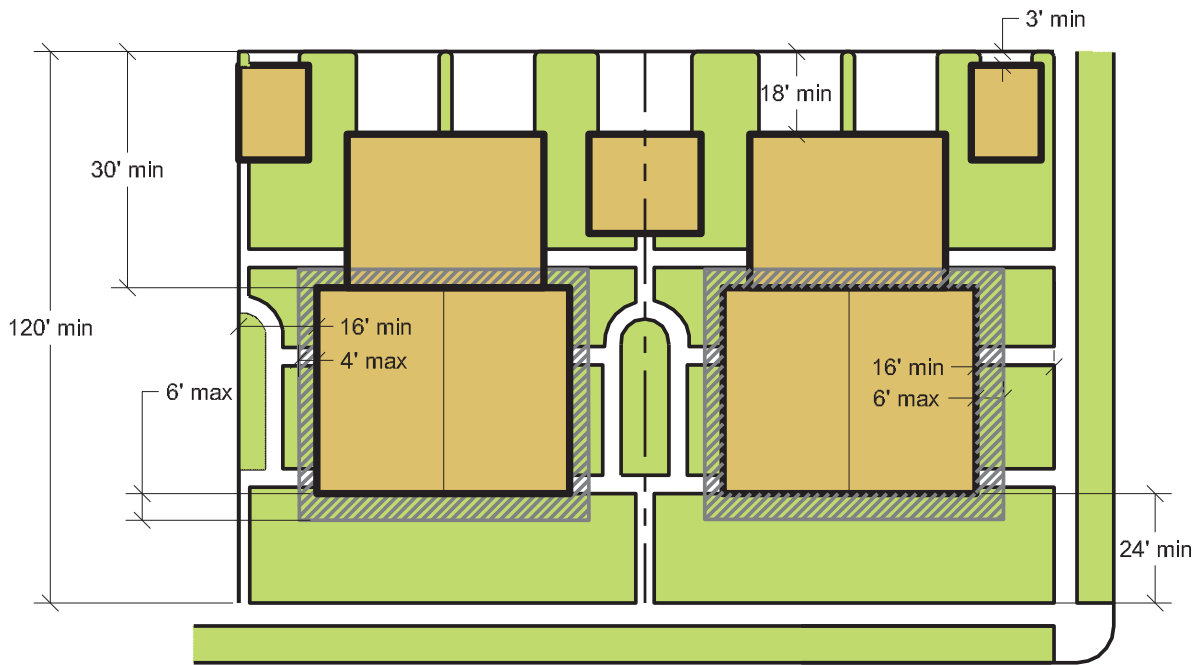 3' min
18' min
30' min
120' min
16' min
4' max
16' min
6' max
6' max
24' min